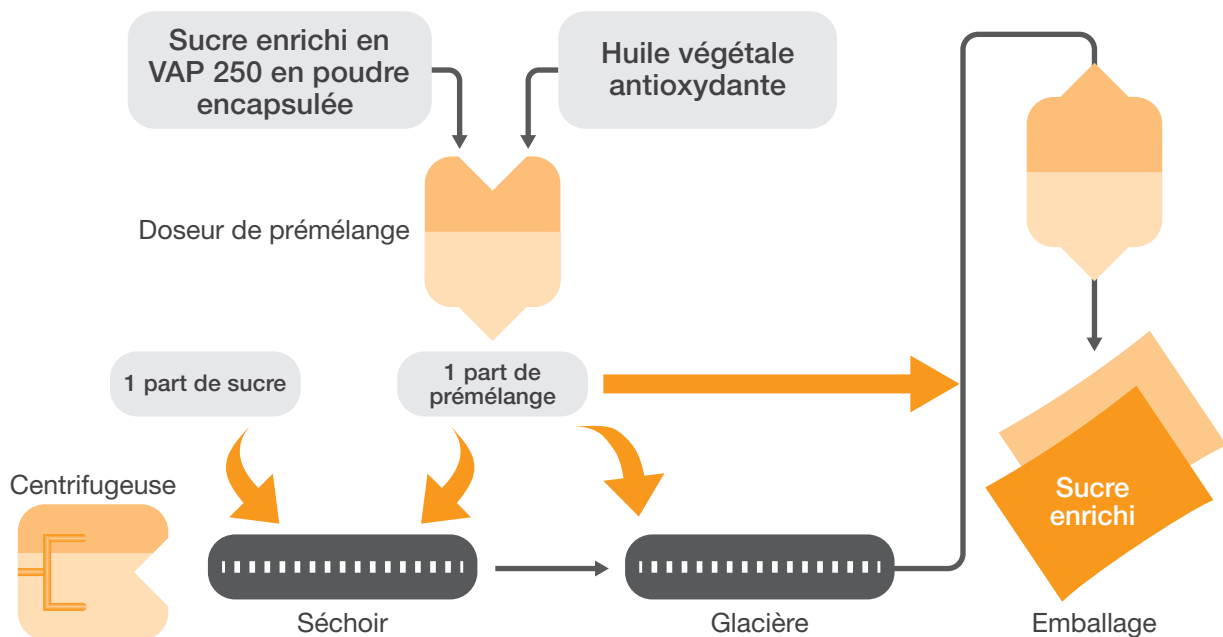 Sucre enrichi en
VAP 250 en poudre
encapsulée
Huile végétale
antioxydante
Doseur de prémélange
1 part de sucre
1 part de
prémélange
Centrifugeuse
Sucre
enrichi
Séchoir
Glacière
Emballage